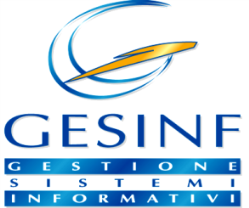 GESINF
GESTIONE
SISTEMI
INFORMATIVI